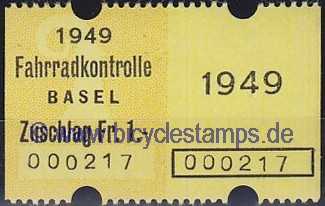 1949
Fahrradkontrolle
BASEL
Zuschlag Fr. 1.-
000217
1949
000217
www.bicyclestamps.de